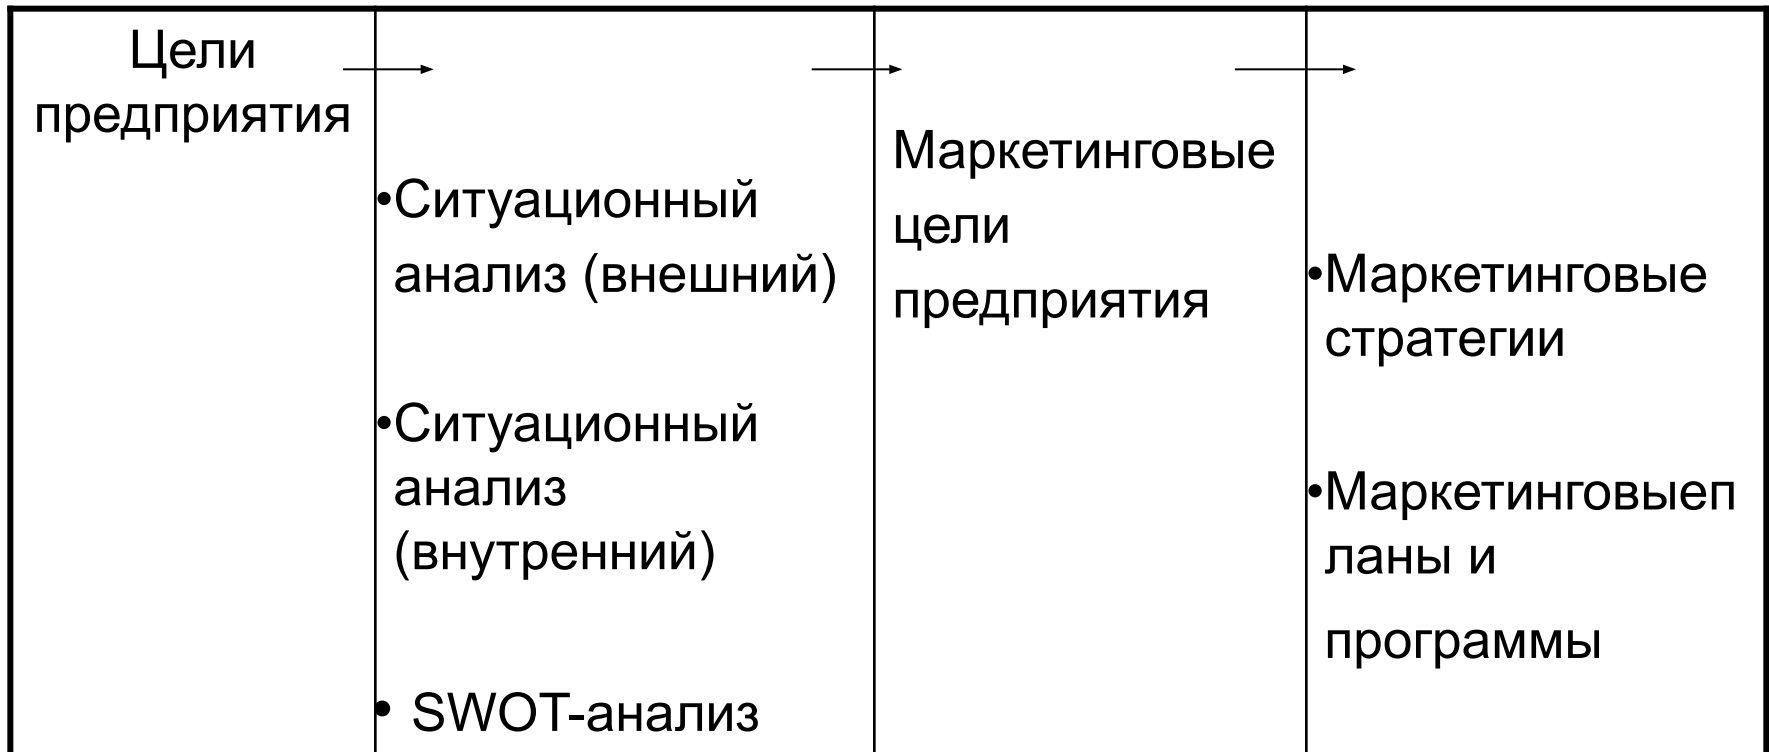 Цели
предприятия
•Ситуационный
анализ (внешний)
•Ситуационный
анализ
(внутренний)
• SWOT-анализ
Маркетинговые
цели
предприятия
•Маркетинговые
стратегии
•Маркетинговыеп
ланы и
программы